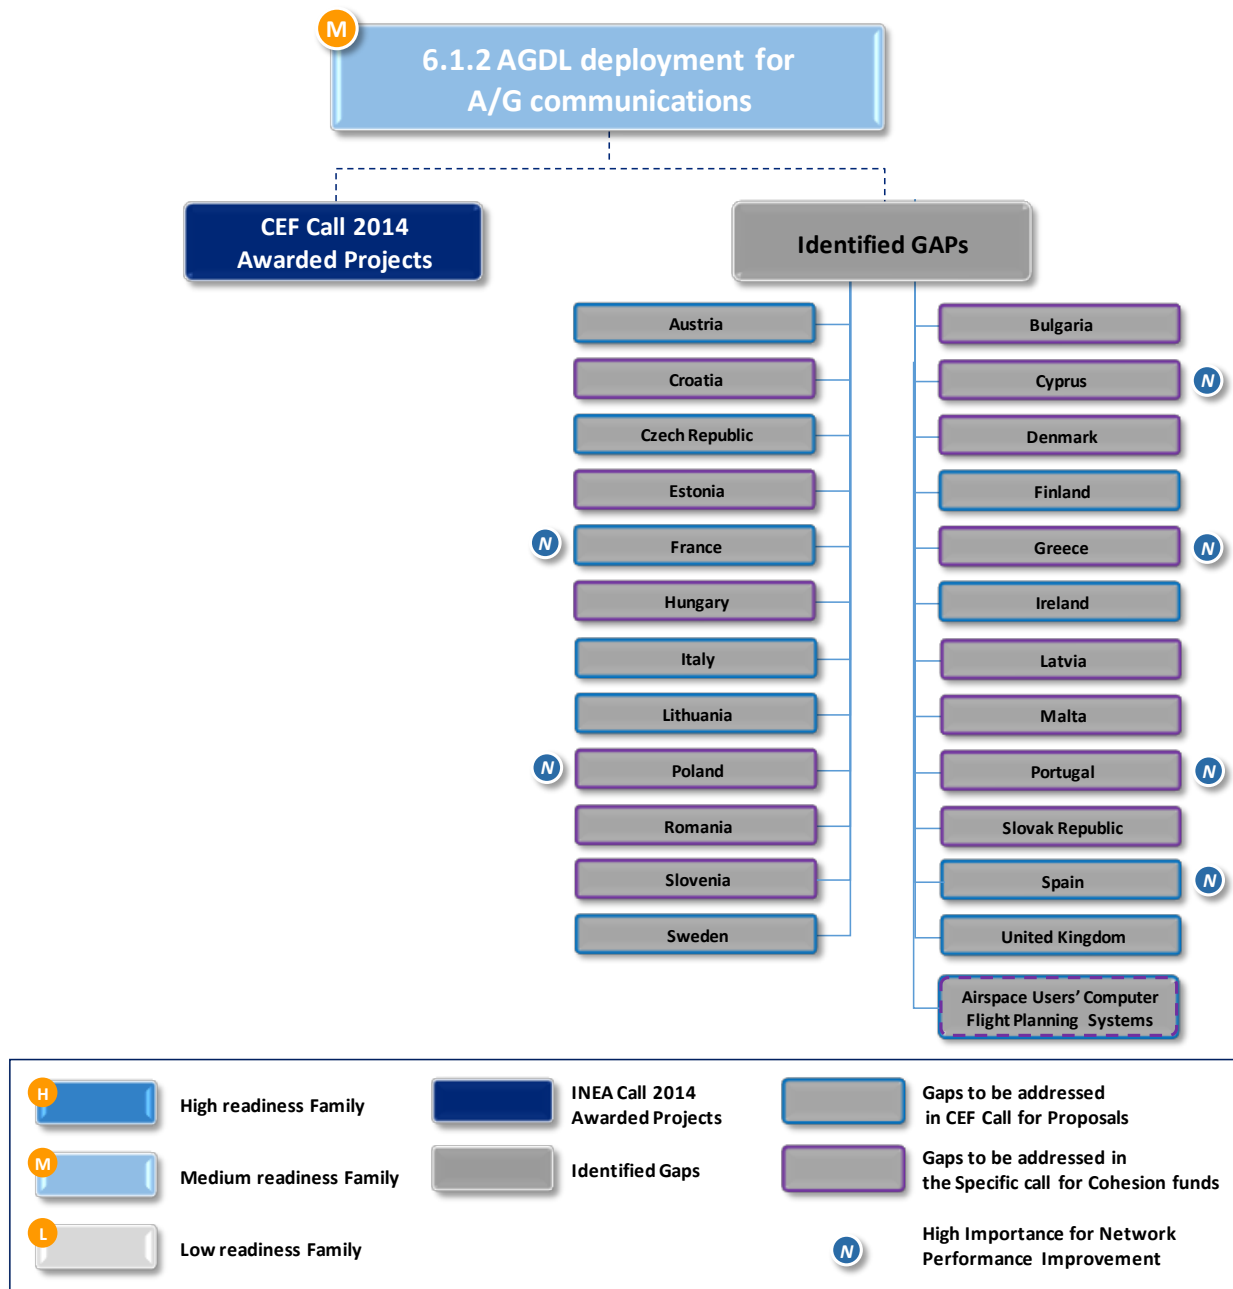 M
6.1.2 AGDL deployment for
A/G communications
CEF Call 2014
Awarded Projects
Identified GAPs
Austria
Bulgaria
Croatia
Cyprus
N
Czech Republic
Denmark
Estonia
Finland
N
France
Greece
N
Hungary
Ireland
Italy
Latvia
Lithuania
Malta
N
Poland
Portugal
N
Romania
Slovak Republic
Slovenia
Spain
N
Sweden
United Kingdom
Airspace Users’ Computer
Flight Planning Systems
H
High readiness Family
INEA Call 2014
Awarded Projects
Gaps to be addressed
in CEF Call for Proposals
M
Medium readiness Family
Identified Gaps
Gaps to be addressed in
the Specific call for Cohesion funds
L
Low readiness Family
N
High Importance for Network
Performance Improvement